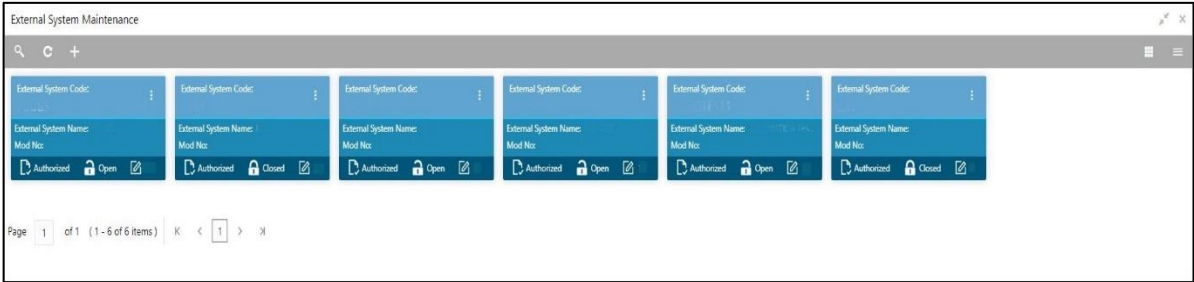 External System Maintenance
External System Code: External System Code: External System Code: External System Code: External System Code: External System Code:
External System Name: External System Name: External System Name: External System Name: External System Name: External System Name:
Mod No: Mod No: Mod No: Mod No: Mod No: Mod No:
Authorized Open Authorized Closed Authorized Open Authorized Open Authorized Open Authorized Closed
Page 1 of 1 (1 - 6 of 6 items) 1